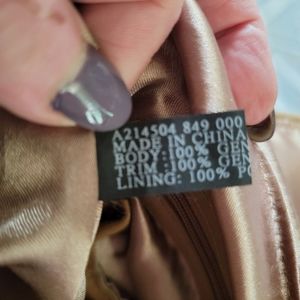 A214504 849 000
MADE IN CHINA
BODY: 100% GEN
TRIM: 100% GEN
LINING: 100% PO